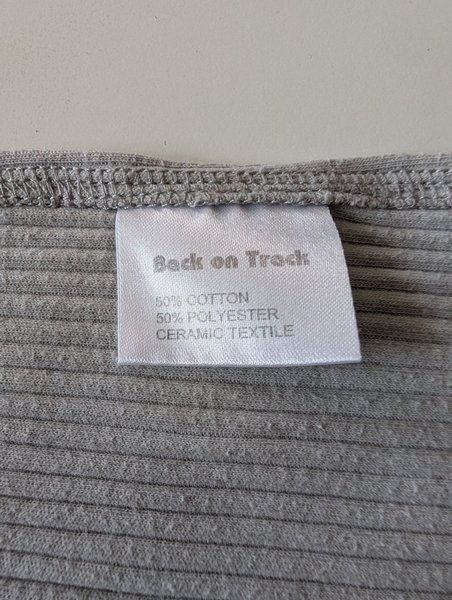 Back on Track
50% COTTON
50% POLYESTER
CERAMIC TEXTILE